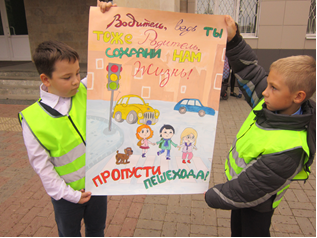 Водитель, ведь ты
тоже Родитель,
сохрани нам
жизнь!
ПРОПУСТИ
ПЕШЕХОДА!